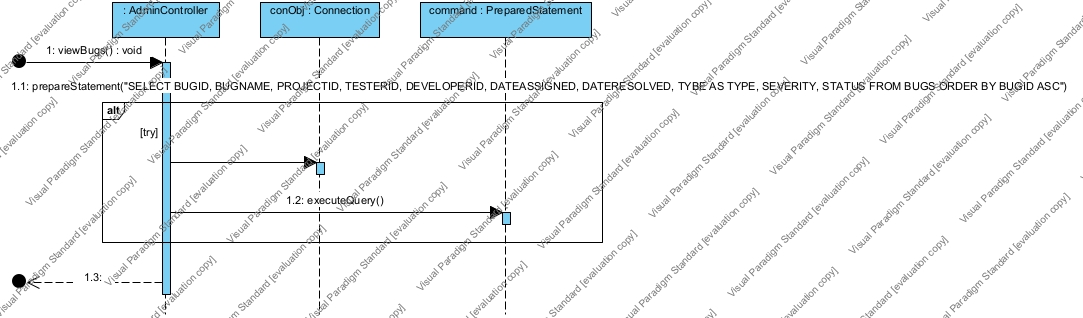 : AdminController
conObj : Connection
command : PreparedStatement
1: viewBugs() : void
1.1: prepareStatement("SELECT BUGID, BUGNAME, PROJECTID, TESTERID, DEVELOPERID, DATEASSIGNED, DATERESOLVED, TYBE AS TYPE, SEVERITY, STATUS FROM BUGS ORDER BY BUGID ASC")
alt
[try]
1.2: executeQuery()
1.3:
Visual Paradigm Standard [evaluation copy]